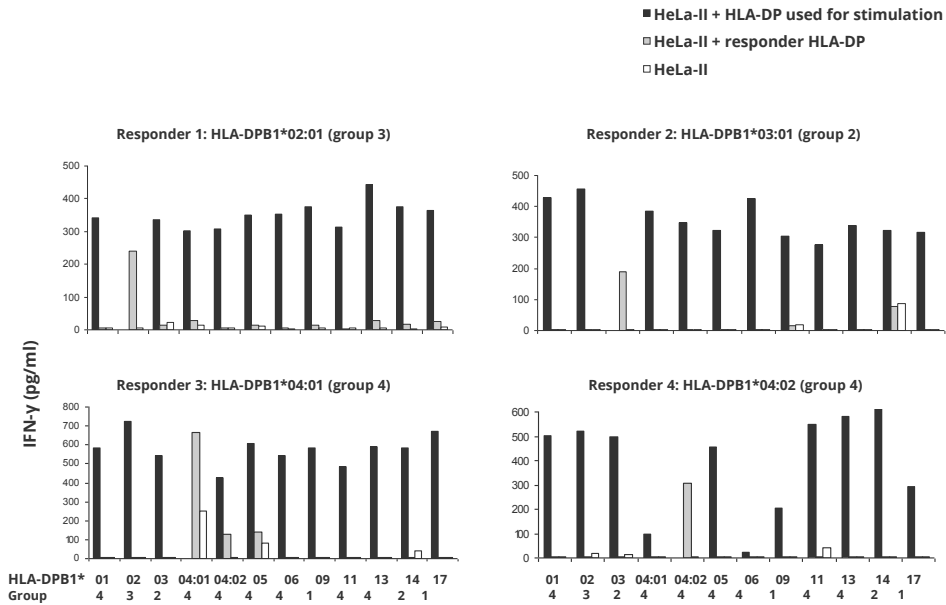 HeLa-II + HLA-DP used for stimulation
HeLa-II + responder HLA-DP
HeLa-II
Responder 1: HLA-DPB1*02:01 (group 3)
500
400
300
200
100
0
Responder 2: HLA-DPB1*03:01 (group 2)
500
400
300
200
100
0
IFN-γ (pg/ml)
Responder 3: HLA-DPB1*04:01 (group 4)
800
700
600
500
400
300
200
100
0
Responder 4: HLA-DPB1*04:02 (group 4)
600
500
400
300
200
100
0
HLA-DPB1* 01 02 03 04:01 04:02 05 06 09 11 13 14 17
Group 4 3 2 4 4 4 4 1 4 4 2 1
01 02 03 04:01 04:02 05 06 09 11 13 14 17
4 3 2 4 4 4 4 1 4 4 2 1